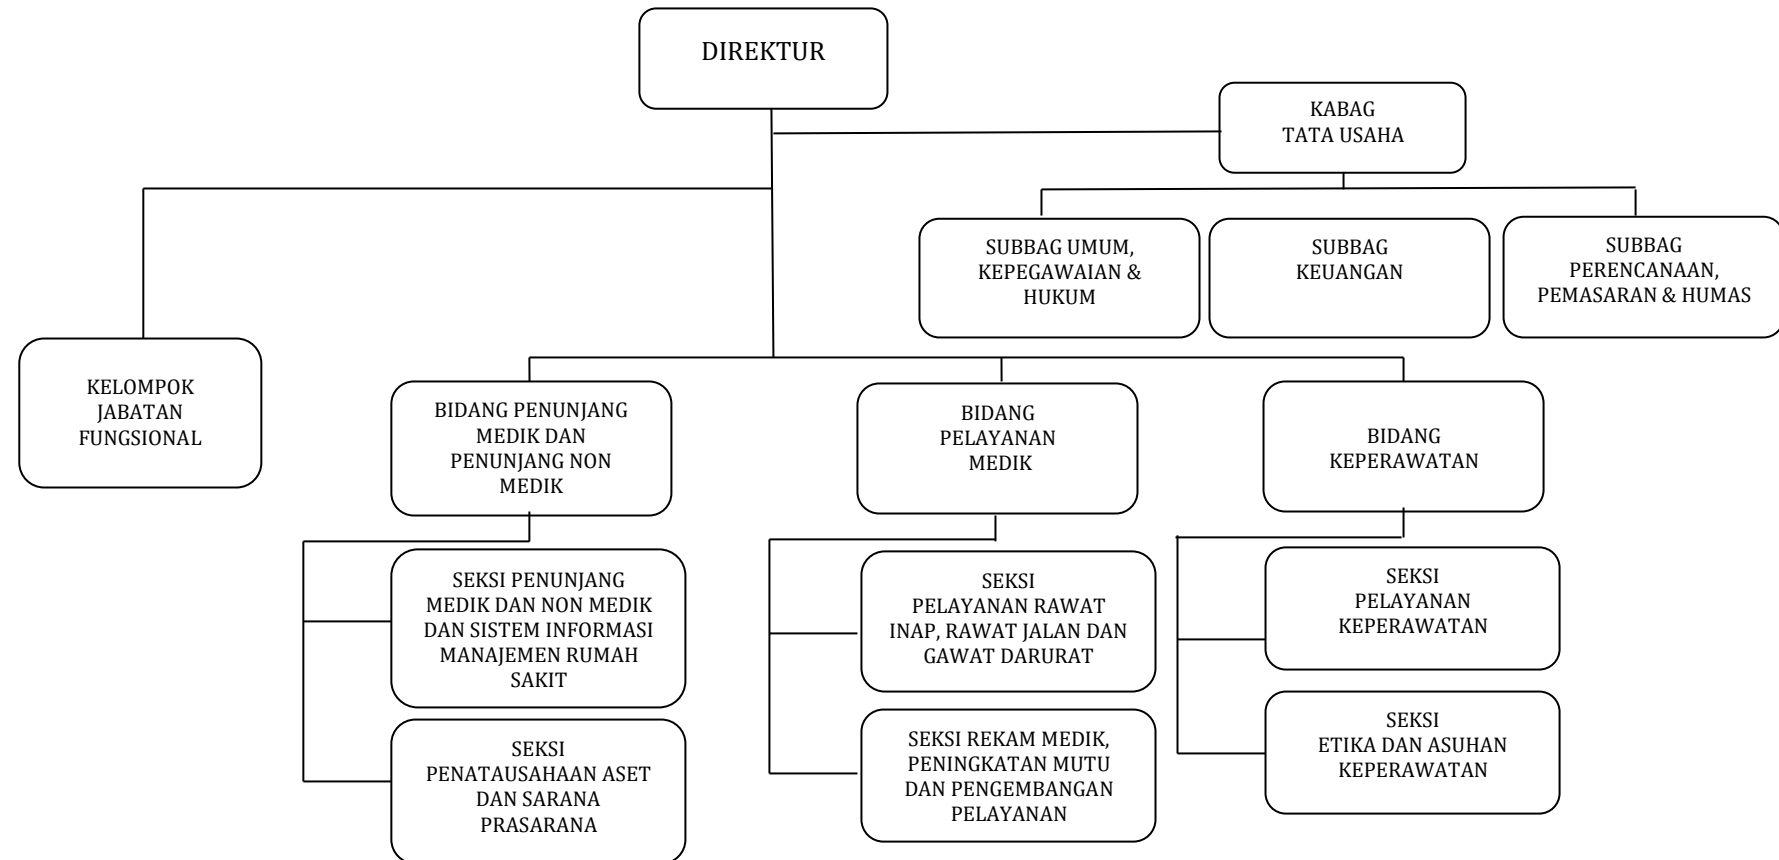 DIREKTUR
KABAG
TATA USAHA
SUBBAG UMUM,
KEPEGAWAIAN &
HUKUM
SUBBAG
KEUANGAN
SUBBAG
PERENCANAAN,
PEMASARAN & HUMAS
KELOMPOK
JABATAN
FUNGSIONAL
BIDANG PENUNJANG
MEDIK DAN
PENUNJANG NON
MEDIK
BIDANG
PELAYANAN
MEDIK
BIDANG
KEPERAWATAN
SEKSI PENUNJANG
MEDIK DAN NON MEDIK
DAN SISTEM INFORMASI
MANAJEMEN RUMAH
SAKIT
SEKSI
PELAYANAN RAWAT
INAP, RAWAT JALAN DAN
GAWAT DARURAT
SEKSI
PELAYANAN
KEPERAWATAN
SEKSI
PENATAUSAHAAN ASET
DAN SARANA
PRASARANA
SEKSI REKAM MEDIK,
PENINGKATAN MUTU
DAN PENGEMBANGAN
PELAYANAN
SEKSI
ETIKA DAN ASUHAN
KEPERAWATAN